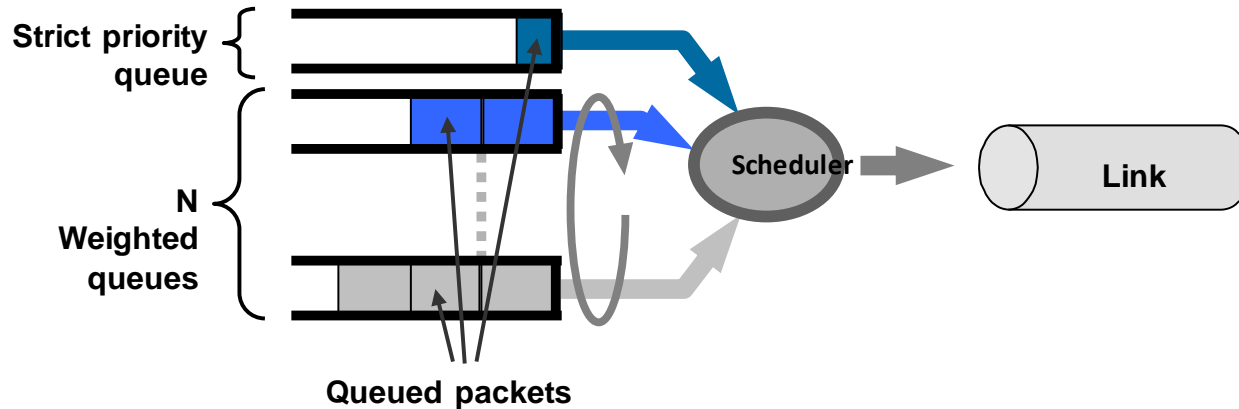 Strict priority
queue
N
Weighted
queues
Scheduler
Link
Queued packets